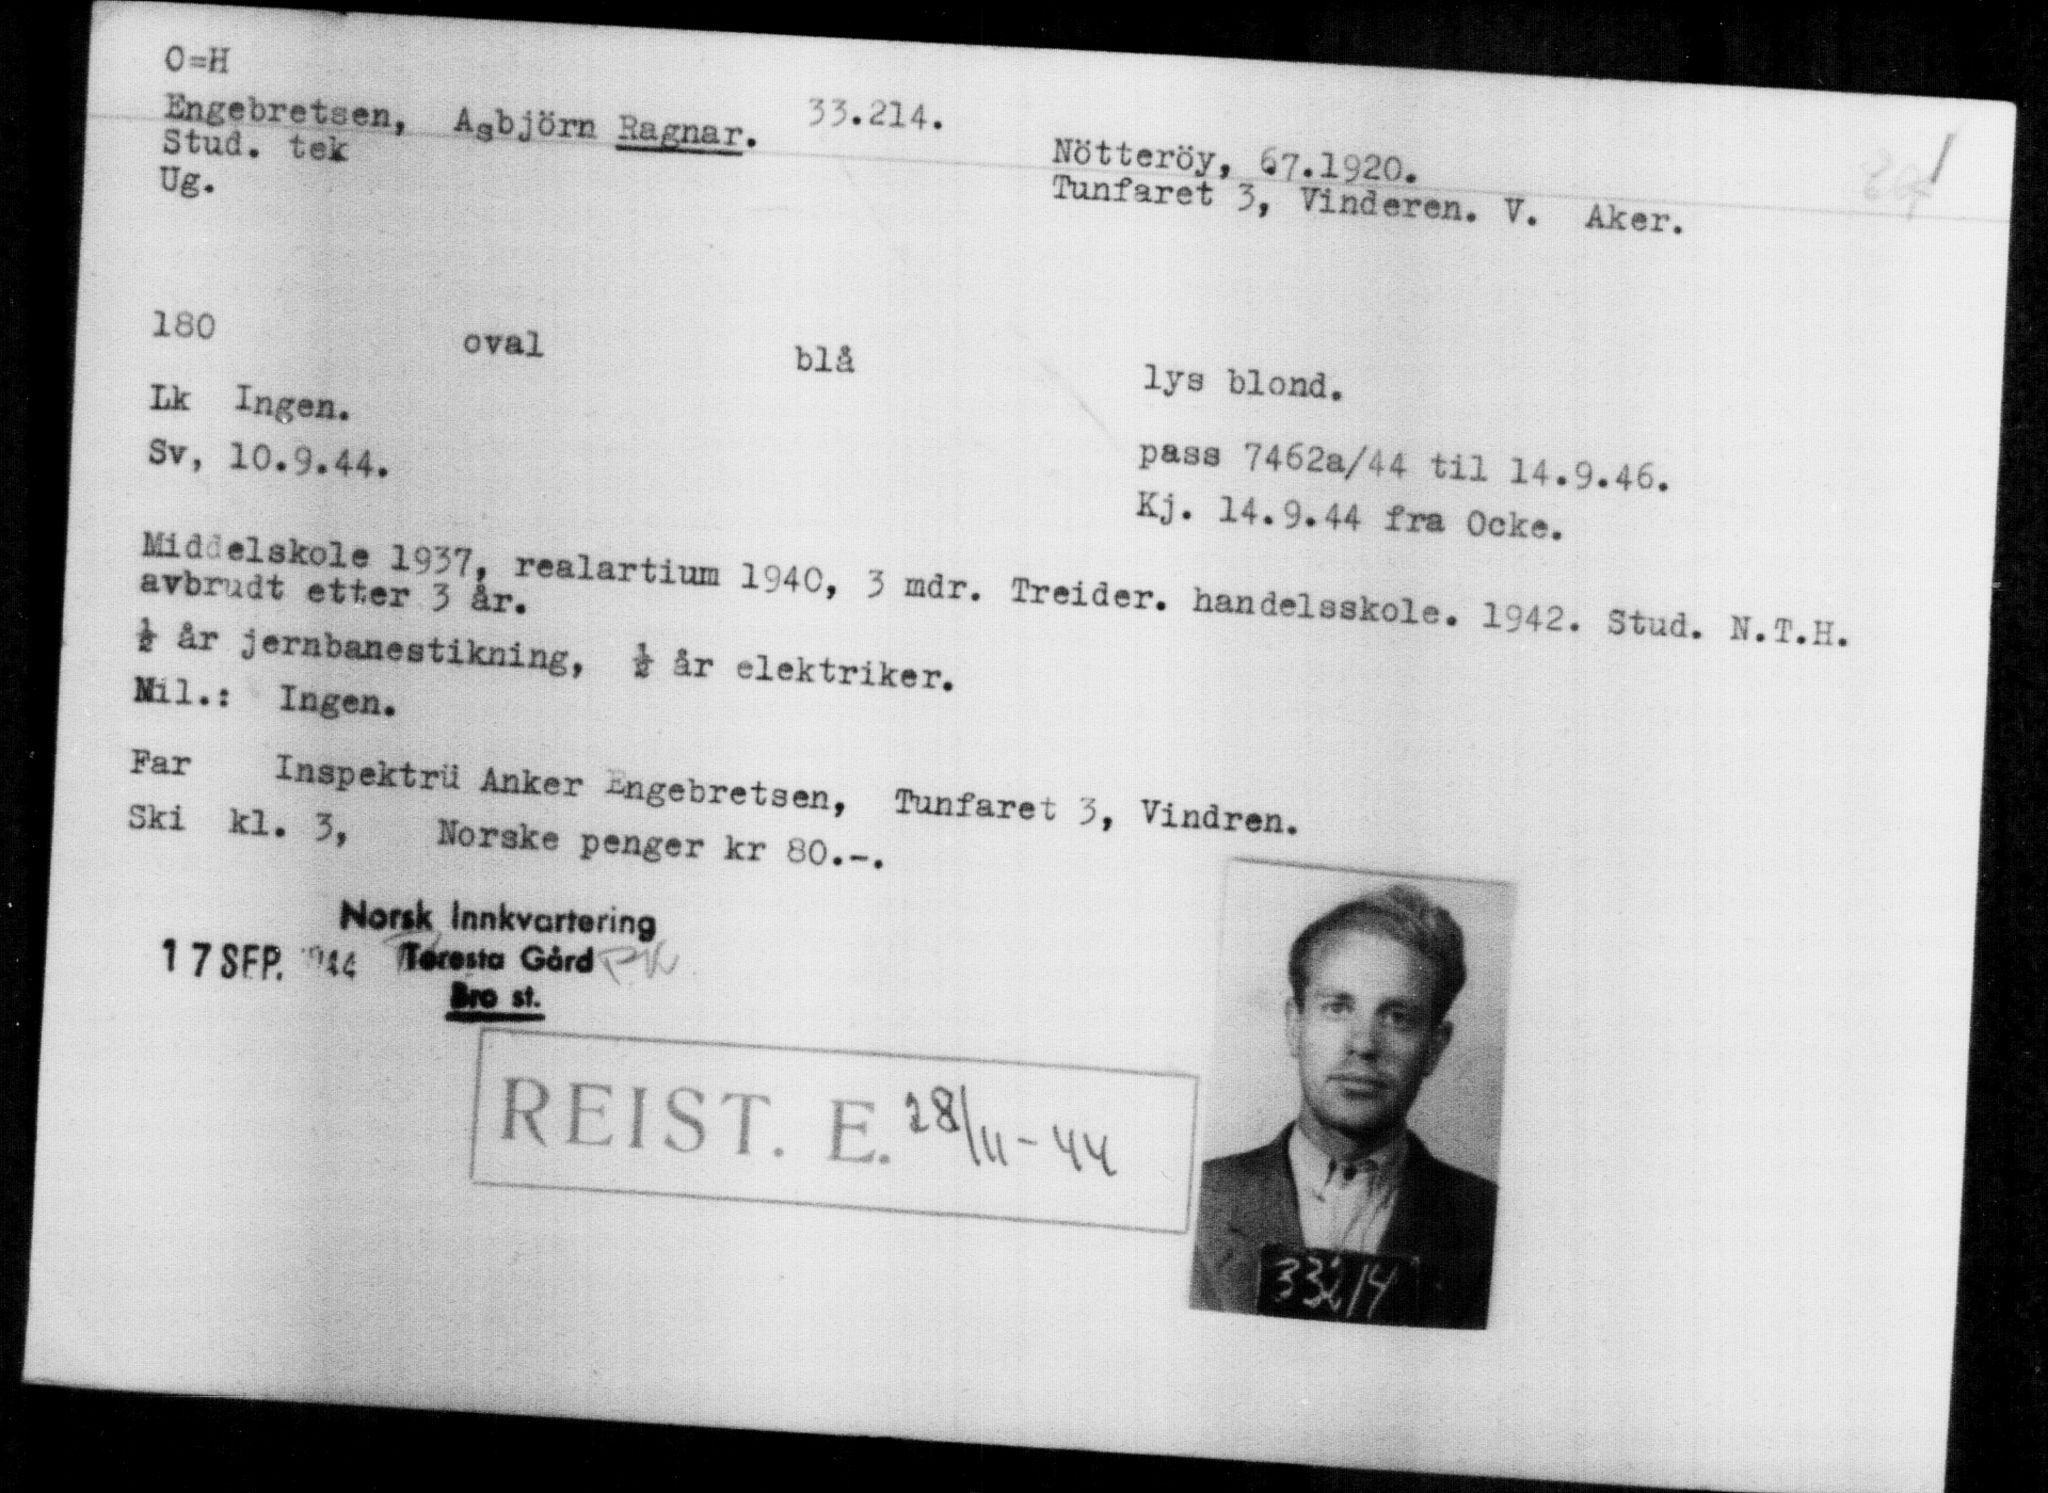 O=H
Engebretsen, Asbjörn Ragnar. 33.214.
Stud. tek
Ug.
Nötteröy, 67.1920.
Tunfaret 3, Vinderen. V. Aker.
180 oval blå lys blond.
Lk Ingen.
Sv, 10.9.44.
pass 7462a/44 til 14.9.46.
Kj. 14.9.44 fra Ocke.
Middelskole 1937, realartium 1940, 3 mdr. Treider. handelsskole. 1942. Stud. N.T.H.
avbrudt etter 3 år.
½ år jernbanestikning, ½ år elektriker.
Mil.: Ingen.
Far Inspektrü Anker Engebretsen, Tunfaret 3, Vindren.
Ski kl. 3, Norske penger kr 80.-.
Norsk Innkvartering
17 SEP. 1944 Toresta Gård
Bro st.
REIST. E. 28/11-44
33214